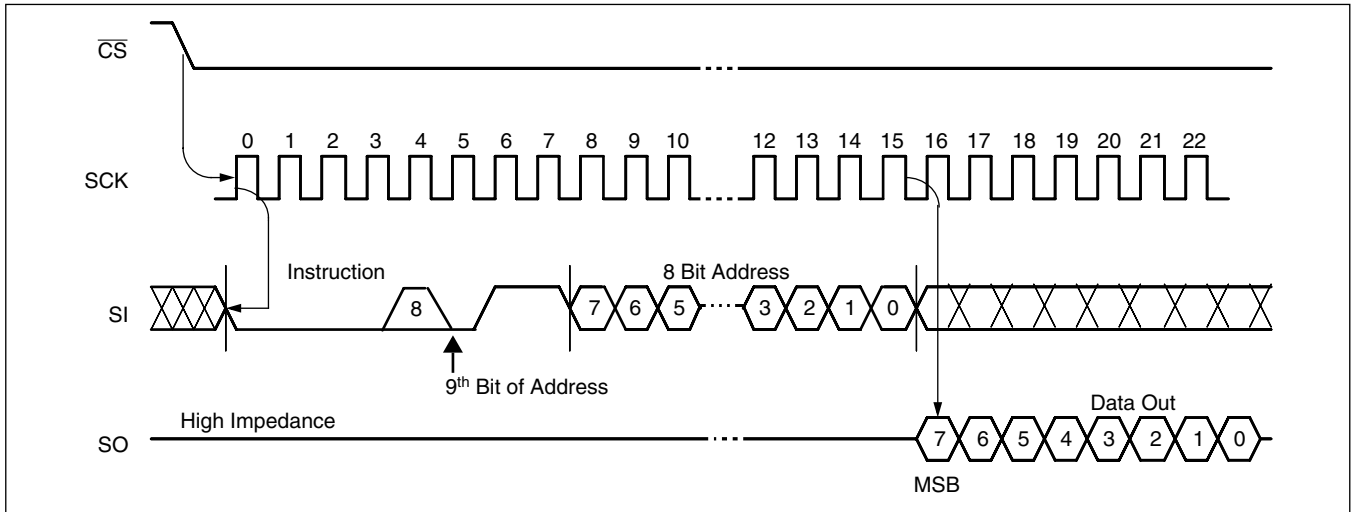 CS
0 1 2 3 4 5 6 7 8 9 10 12 13 14 15 16 17 18 19 20 21 22
SCK
Instruction
8 Bit Address
SI
8 7 6 5 3 2 1 0
9th Bit of Address
High Impedance
Data Out
SO
7 6 5 4 3 2 1 0
MSB